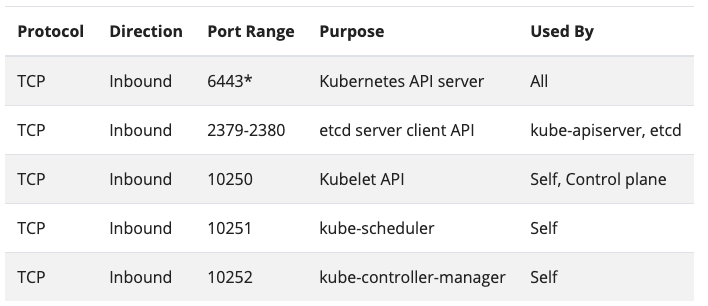 Protocol Direction Port Range Purpose Used By
TCP Inbound 6443* Kubernetes API server All
TCP Inbound 2379-2380 etcd server client API kube-apiserver, etcd
TCP Inbound 10250 Kubelet API Self, Control plane
TCP Inbound 10251 kube-scheduler Self
TCP Inbound 10252 kube-controller-manager Self